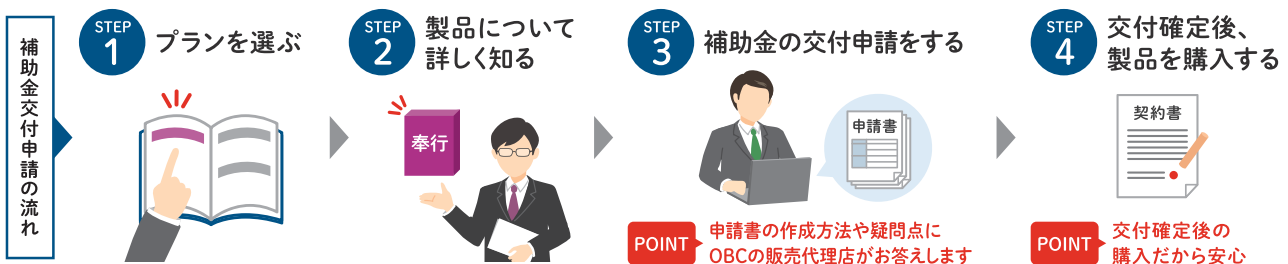 補助金交付申請の流れ
STEP
1
プランを選ぶ
STEP
2
製品について
詳しく知る
奉行
STEP
3
補助金の交付申請をする
申請書
POINT
申請書の作成方法や疑問点に
OBCの販売代理店がお答えします
STEP
4
交付確定後、
製品を購入する
契約書
POINT
交付確定後の
購入だから安心